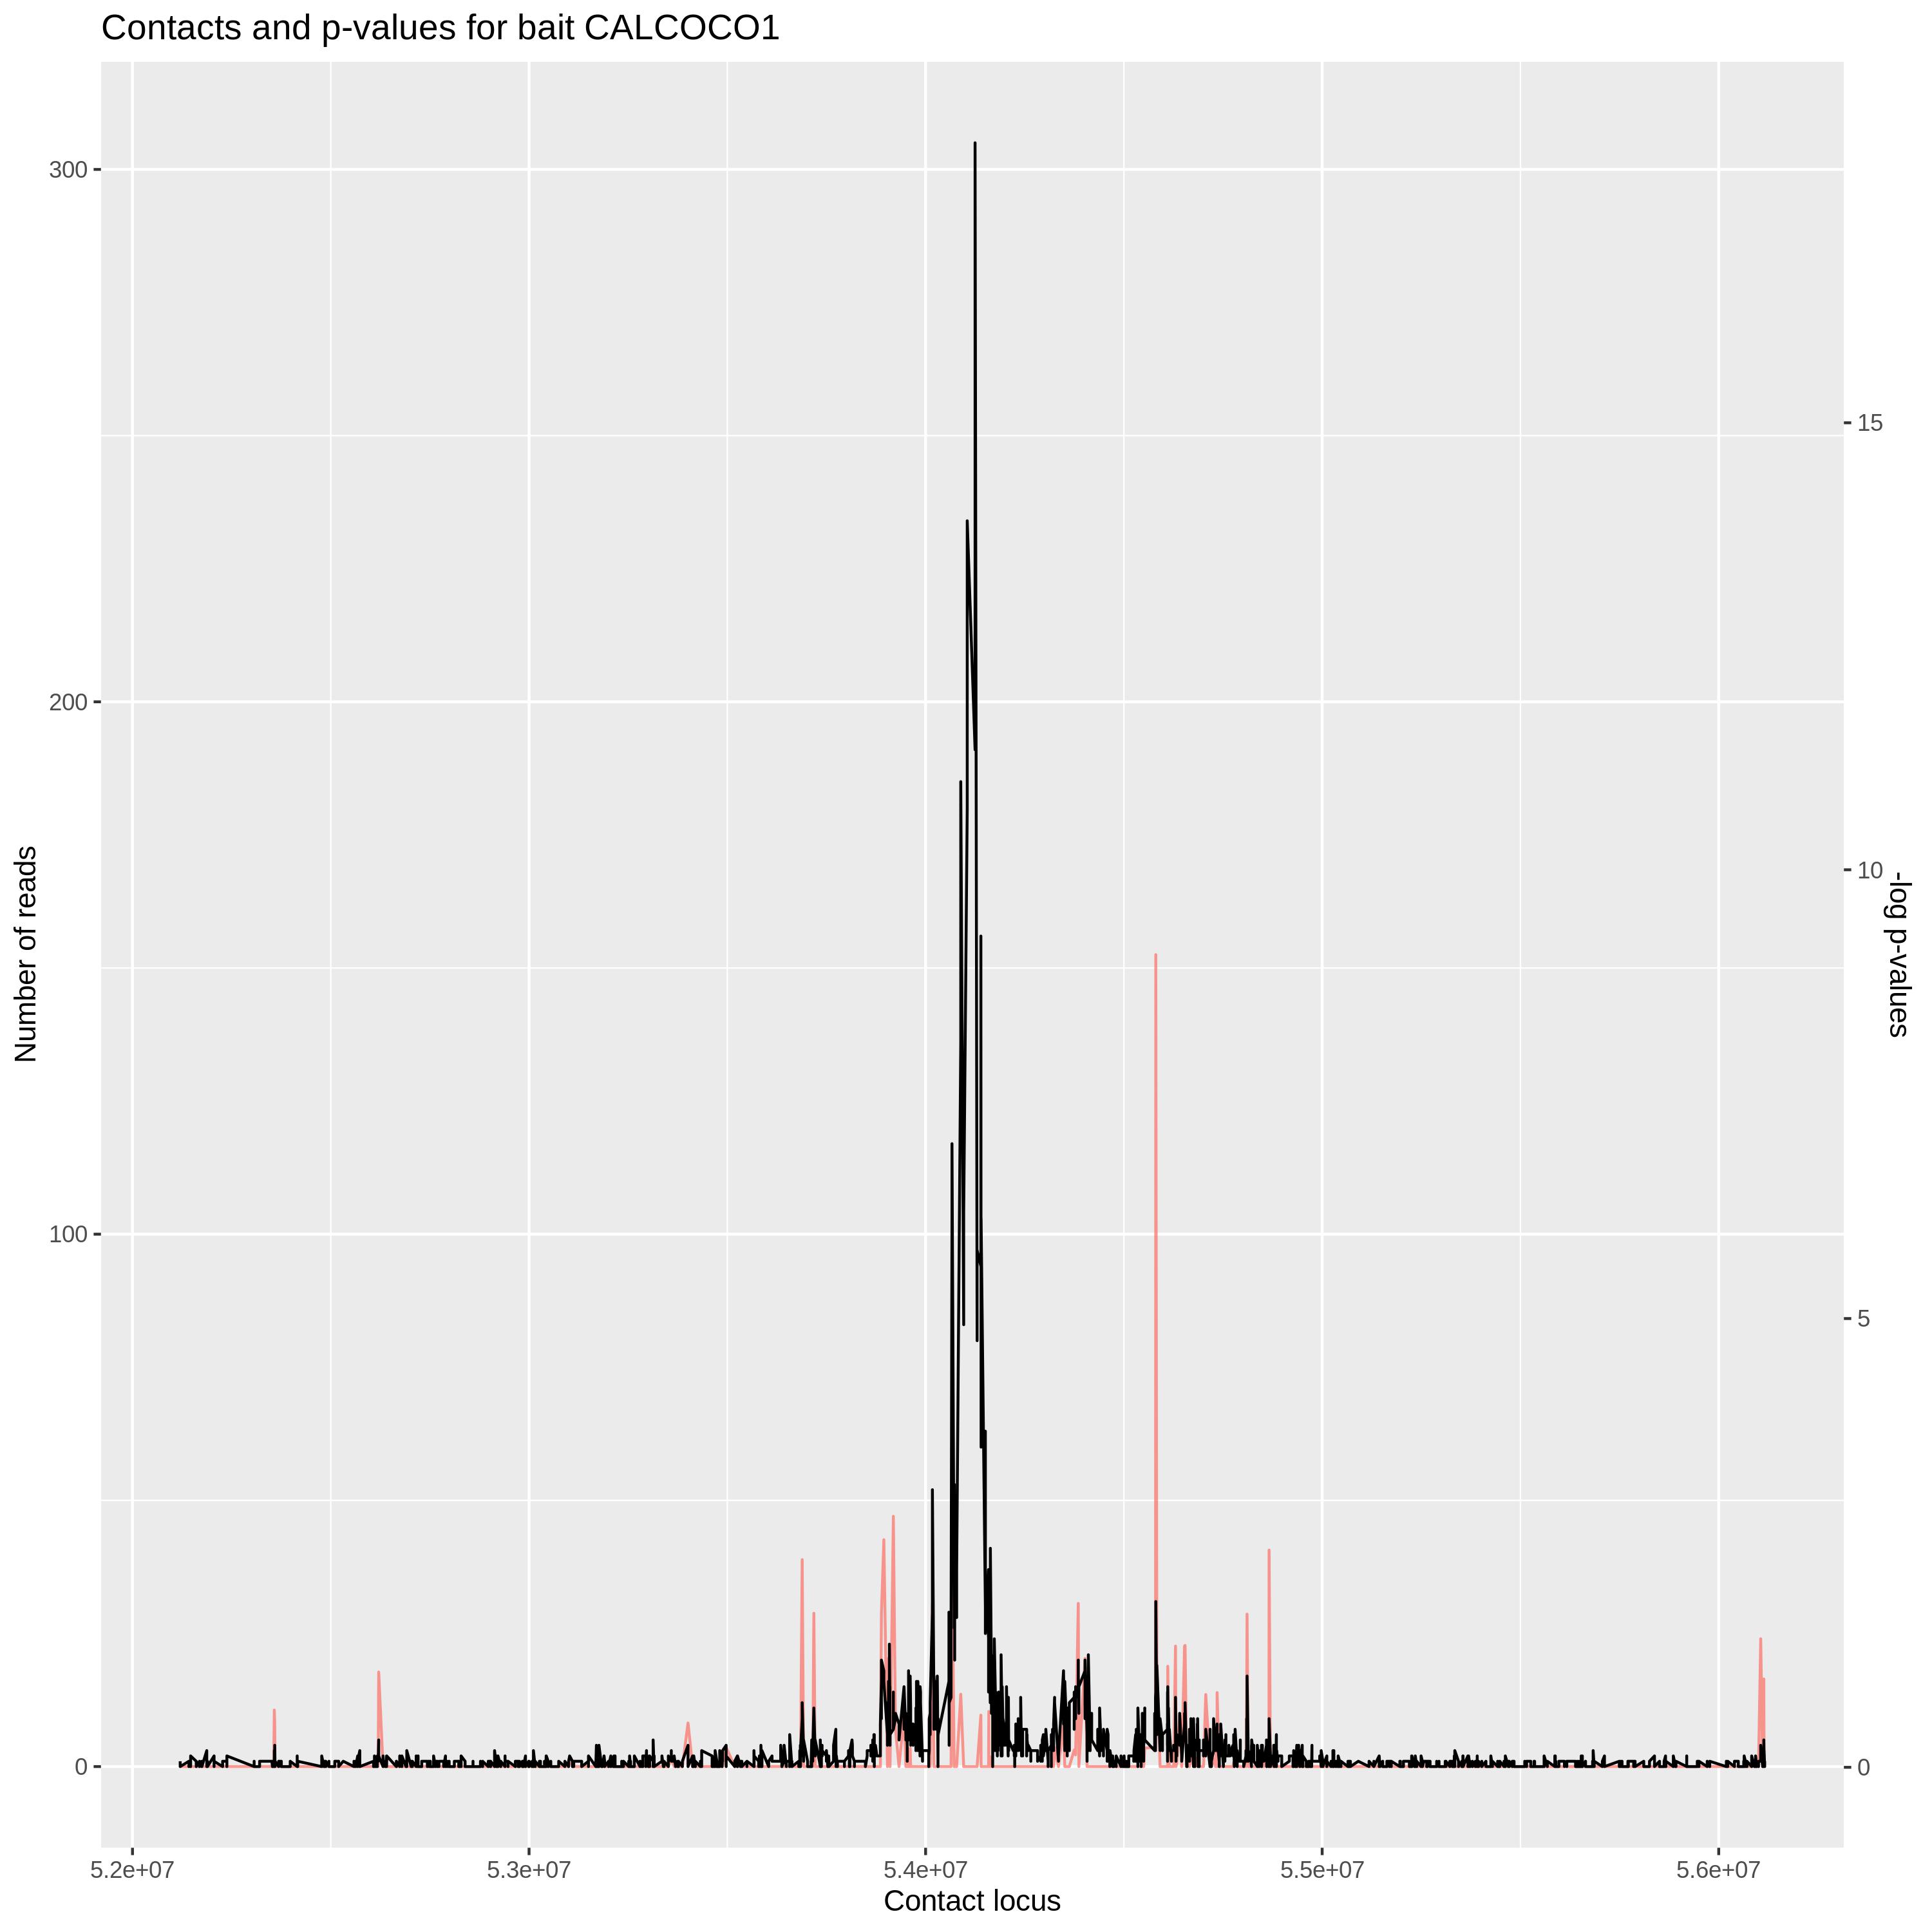 Contacts and p-values for bait CALCOCO1
300
200
100
0
Number of reads
15
10
5
0
-log p-values
5.2e+07
5.3e+07
5.4e+07
5.5e+07
5.6e+07
Contact locus